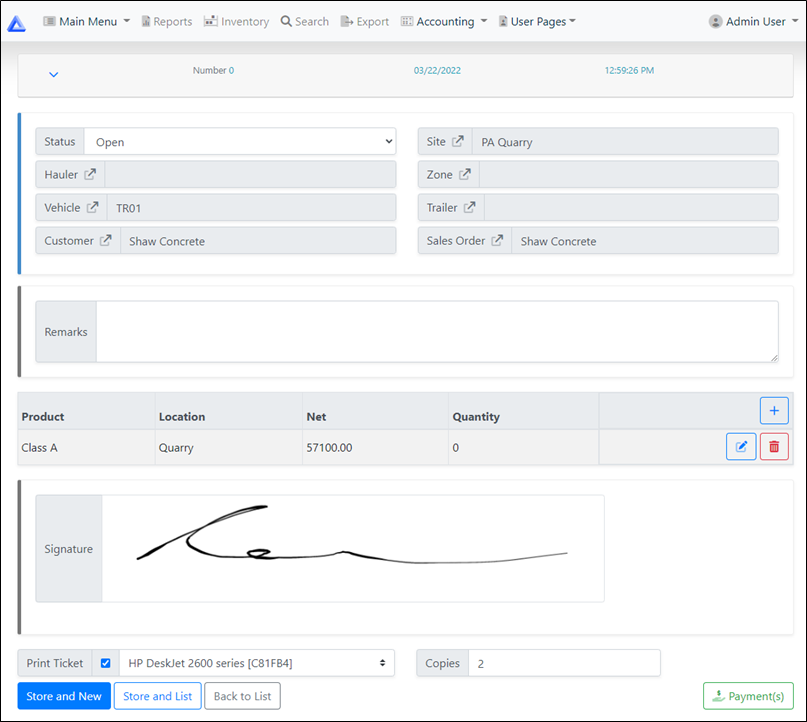 Main Menu Reports Inventory Search Export Accounting User Pages Admin User
Number 0 03/22/2022 12:59:26 PM
Status Open Site PA Quarry
Hauler Zone
Vehicle TR01 Trailer
Customer Shaw Concrete Sales Order Shaw Concrete
Remarks
Product Location Net Quantity
Class A Quarry 57100.00 0
Signature
Print Ticket HP DeskJet 2600 series [C81FB4] Copies 2
Store and New Store and List Back to List Payment(s)